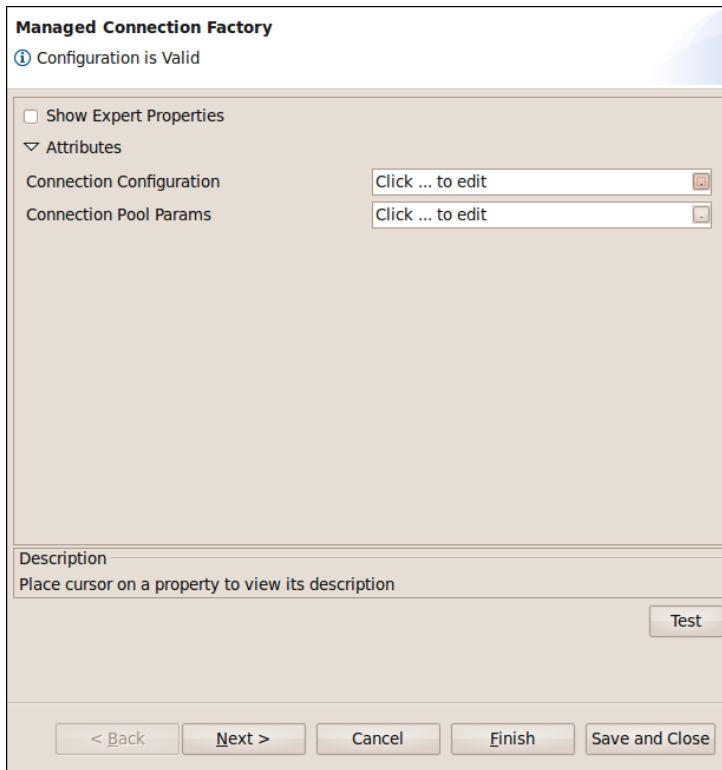 Managed Connection Factory
Configuration is Valid
Show Expert Properties
Attributes
Connection Configuration Click ... to edit
Connection Pool Params Click ... to edit
Description
Place cursor on a property to view its description
Test
< Back Next > Cancel Finish Save and Close